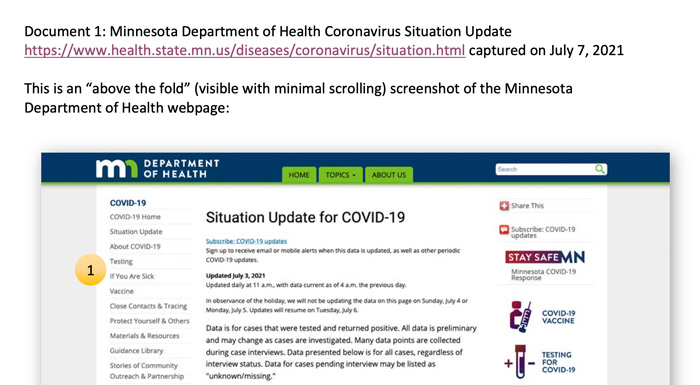 Document 1: Minnesota Department of Health Coronavirus Situation Update
https://www.health.state.mn.us/diseases/coronavirus/situation.html captured on July 7, 2021
This is an “above the fold” (visible with minimal scrolling) screenshot of the Minnesota
Department of Health webpage:
mn DEPARTMENT
OF HEALTH
HOME
TOPICS
ABOUT US
Search
COVID-19
COVID-19 Home
Situation Update
About COVID-19
Testing
1
If You Are Sick
Vaccine
Close Contacts & Tracing
Protect Yourself & Others
Materials & Resources
Guidance Library
Stories of Community
Outreach & Partnership
Situation Update for COVID-19
Subscribe: COVID-19 updates
Sign up to receive email or mobile alerts when this data is updated, as well as other periodic
COVID-19 updates.
Updated July 3, 2021
Updated daily at 11 a.m., with data current as of 4 a.m. the previous day.
In observance of the holiday, we will not be updating the data on this page on Sunday, July 4 or
Monday, July 5. Updates will resume on Tuesday, July 6.
Data is for cases that were tested and returned positive. All data is preliminary
and may change as cases are investigated. Many data points are collected
during case interviews. Data presented below is for all cases, regardless of
interview status. Data for cases pending interview may be listed as
"unknown/missing."
Share This
Subscribe: COVID-19
updates
STAY SAFE MN
Minnesota COVID-19
Response
COVID-19
VACCINE
TESTING
FOR
COVID-19